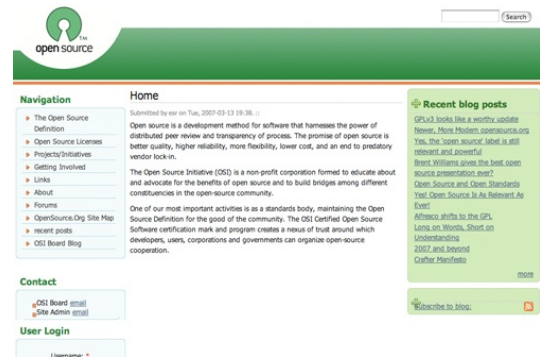 Search
TM
open source
Navigation
The Open Source
Definition
Open Source Licenses
Projects/Initiatives
Getting Involved
Links
About
Forums
OpenSource.Org Site Map
recent posts
OSI Board Blog
Contact
OSI Board email
Site Admin email
User Login
Username: *
Home
Submitted by esr on Tue, 2007-03-13 19:38. ::
Open source is a development method for software that harnesses the power of
distributed peer review and transparency of process. The promise of open source is
better quality, higher reliability, more flexibility, lower cost, and an end to predatory
vendor lock-in.
The Open Source Initiative (OSI) is a non-profit corporation formed to educate about
and advocate for the benefits of open source and to build bridges among different
constituencies in the open-source community.
One of our most important activities is as a standards body, maintaining the Open
Source Definition for the good of the community. The OSI Certified Open Source
Software certification mark and program creates a nexus of trust around which
developers, users, corporations and governments can organize open-source
cooperation.
Recent blog posts
GPLv3 looks like a worthy update
Newer, More Modern opensource.org
Yes, the 'open source' label is still
relevant and powerful
Brent Williams gives the best open
source presentation ever?
Open Source and Open Standards
Yes! Open Source Is As Relevant As
Ever!
Alfresco shifts to the GPL
Long on Words, Short on
Understanding
2007 and beyond
Crafter Manifesto
more
Subscribe to blog: